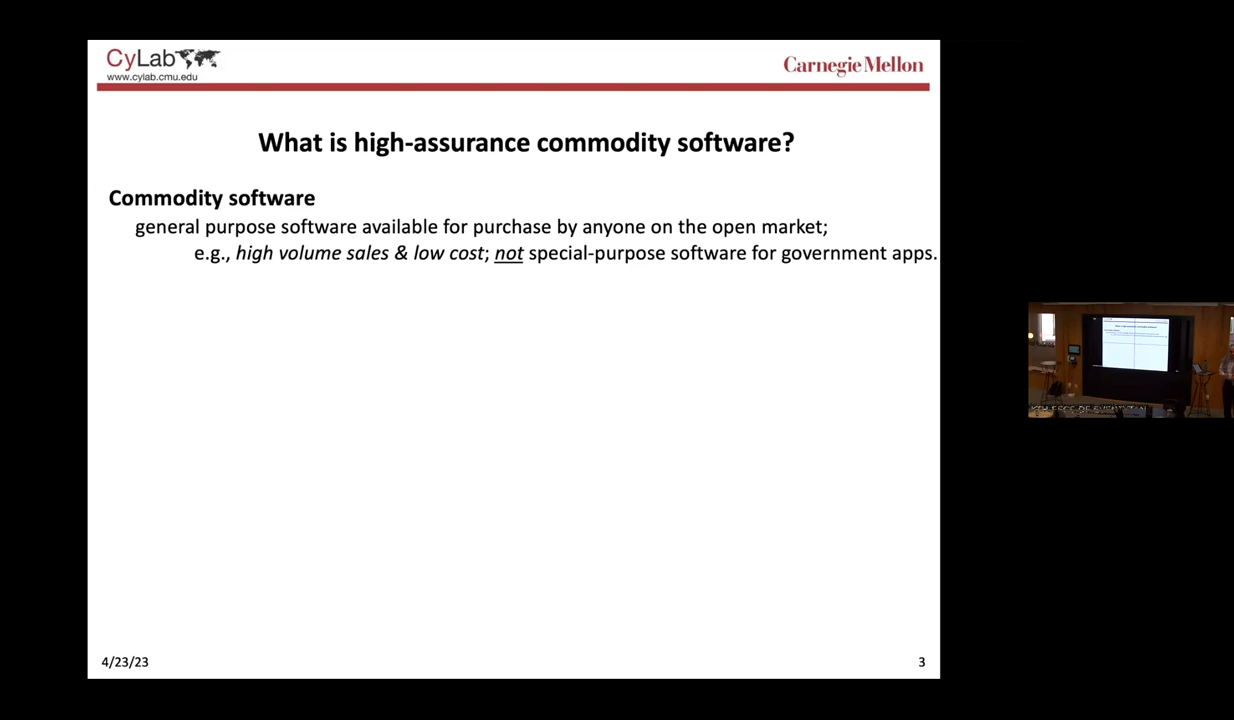 CyLab
www.cylab.cmu.edu
Carnegie Mellon
What is high-assurance commodity software?
Commodity software
general purpose software available for purchase by anyone on the open market;
e.g., high volume sales & low cost; not special-purpose software for government apps.
4/23/23
3